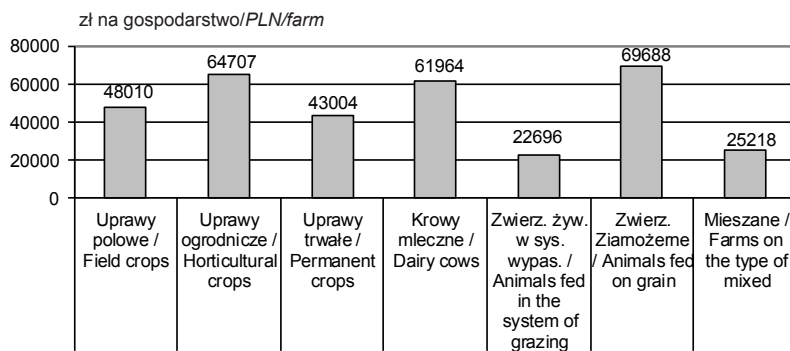 zł na gospodarstwo/PLN/farm
80000
60000
40000
20000
0
48010
64707
43004
61964
22696
69688
25218
Uprawy
polowe /
Field crops
Uprawy
ogrodnicze /
Horticultural
crops
Uprawy
trwałe /
Permanent
crops
Krowy
mleczne /
Dairy cows
Zwierz. żyw.
w sys.
wypas. /
Animals fed
in the
system of
grazing
Zwierz.
Ziarnożerne
/ Animals fed
on grain
Mieszane /
Farms on
the type of
mixed